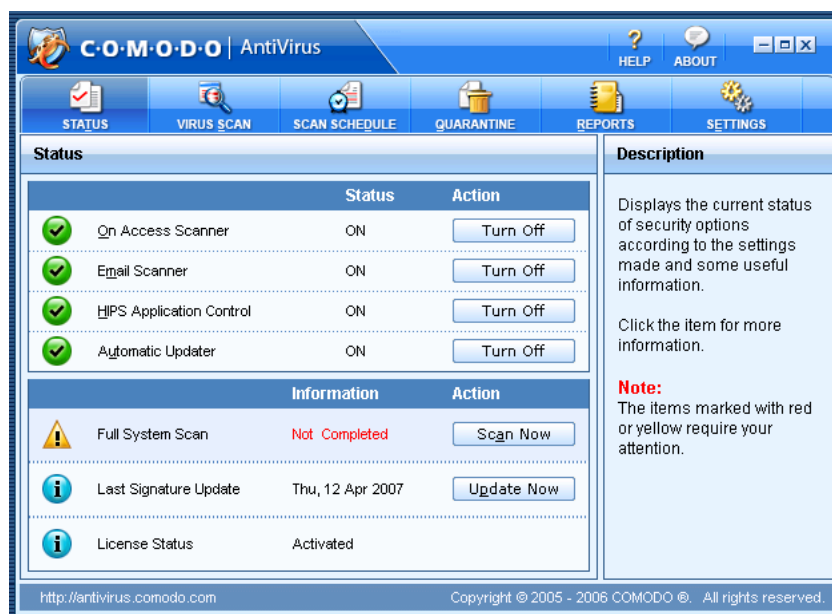 C·O·M·O·D·O | AntiVirus
HELP
ABOUT
STATUS
VIRUS SCAN
SCAN SCHEDULE
QUARANTINE
REPORTS
SETTINGS
Status
Status Action
On Access Scanner ON Turn Off
Email Scanner ON Turn Off
HIPS Application Control ON Turn Off
Automatic Updater ON Turn Off
Information Action
Full System Scan Not Completed Scan Now
Last Signature Update Thu, 12 Apr 2007 Update Now
License Status Activated
Description
Displays the current status
of security options
according to the settings
made and some useful
information.
Click the item for more
information.
Note:
The items marked with red
or yellow require your
attention.
http://antivirus.comodo.com
Copyright © 2005 - 2006 COMODO ®. All rights reserved.